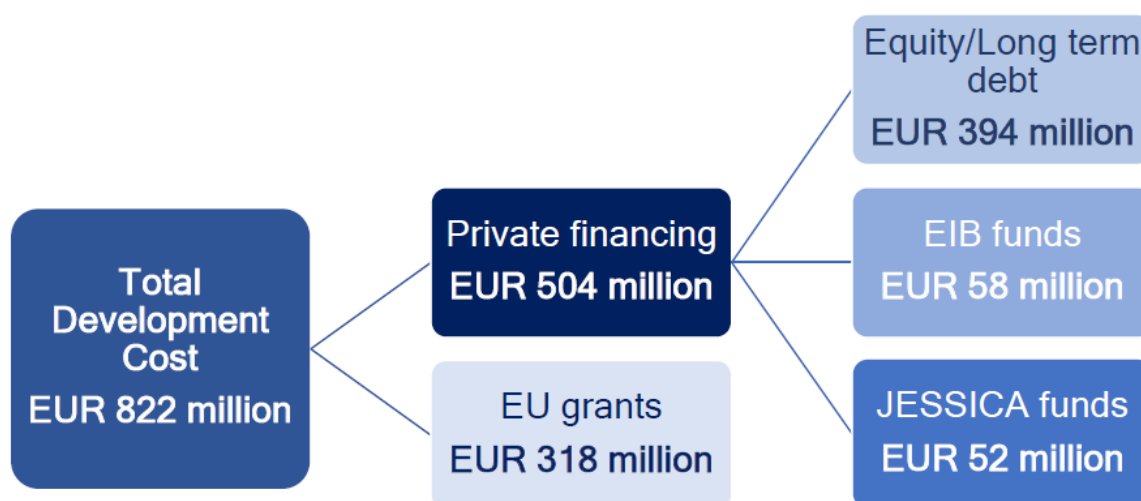 Total
Development
Cost
EUR 822 million
Private financing
EUR 504 million
EU grants
EUR 318 million
Equity/Long term
debt
EUR 394 million
EIB funds
EUR 58 million
JESSICA funds
EUR 52 million